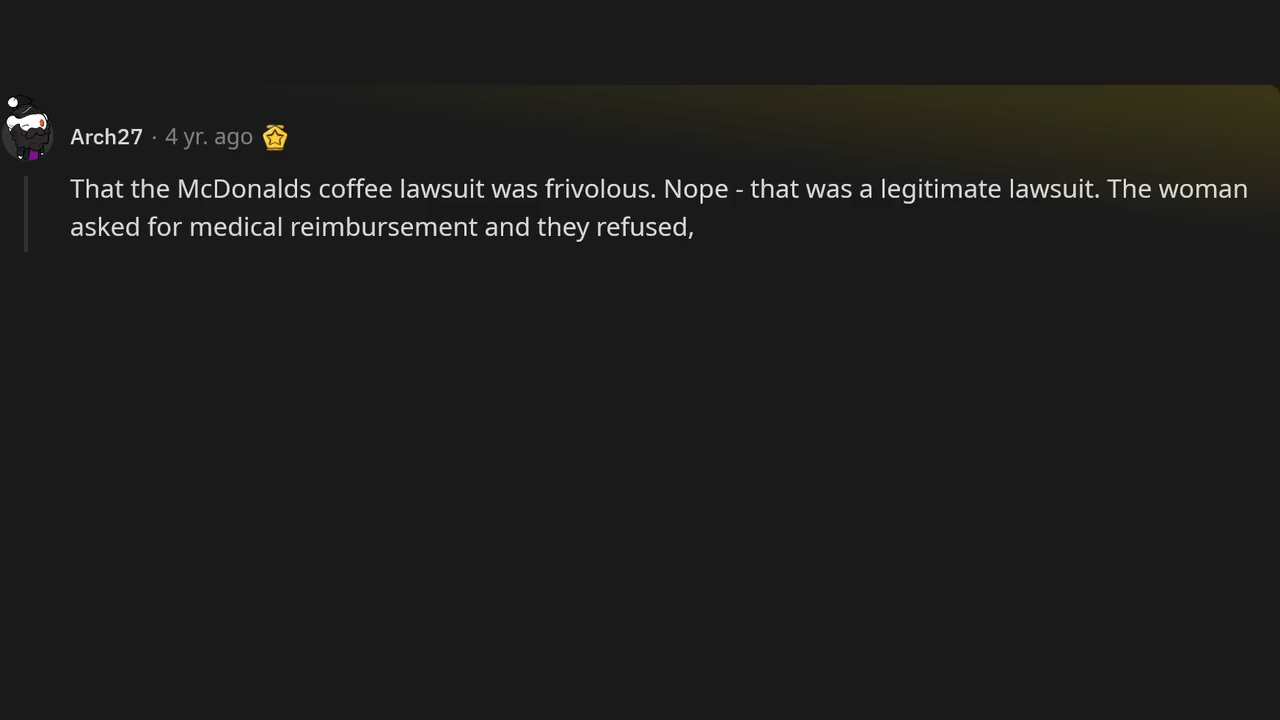 Arch27 · 4 yr. ago
That the McDonalds coffee lawsuit was frivolous. Nope - that was a legitimate lawsuit. The woman
asked for medical reimbursement and they refused,